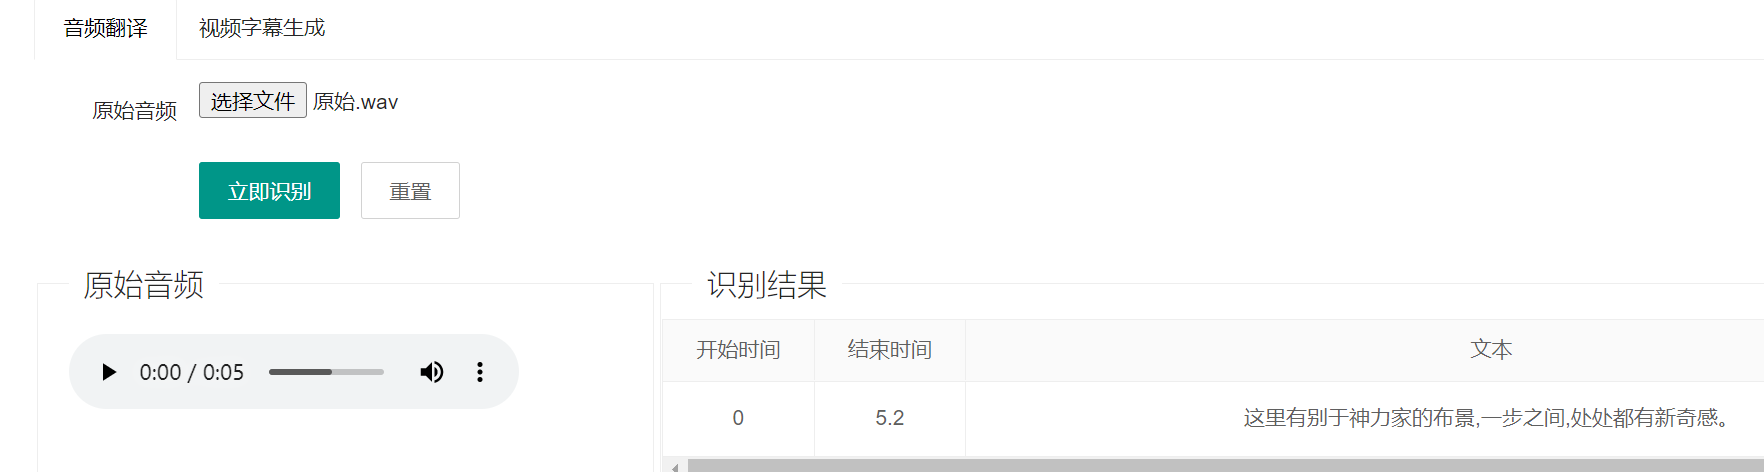 音频翻译 视频字幕生成
原始音频 选择文件 原始.wav
立即识别 重置
原始音频
0:00 / 0:05
识别结果
开始时间 结束时间 文本
0 5.2 这里有别于神力家的布景,一步之间,处处都有新奇感。